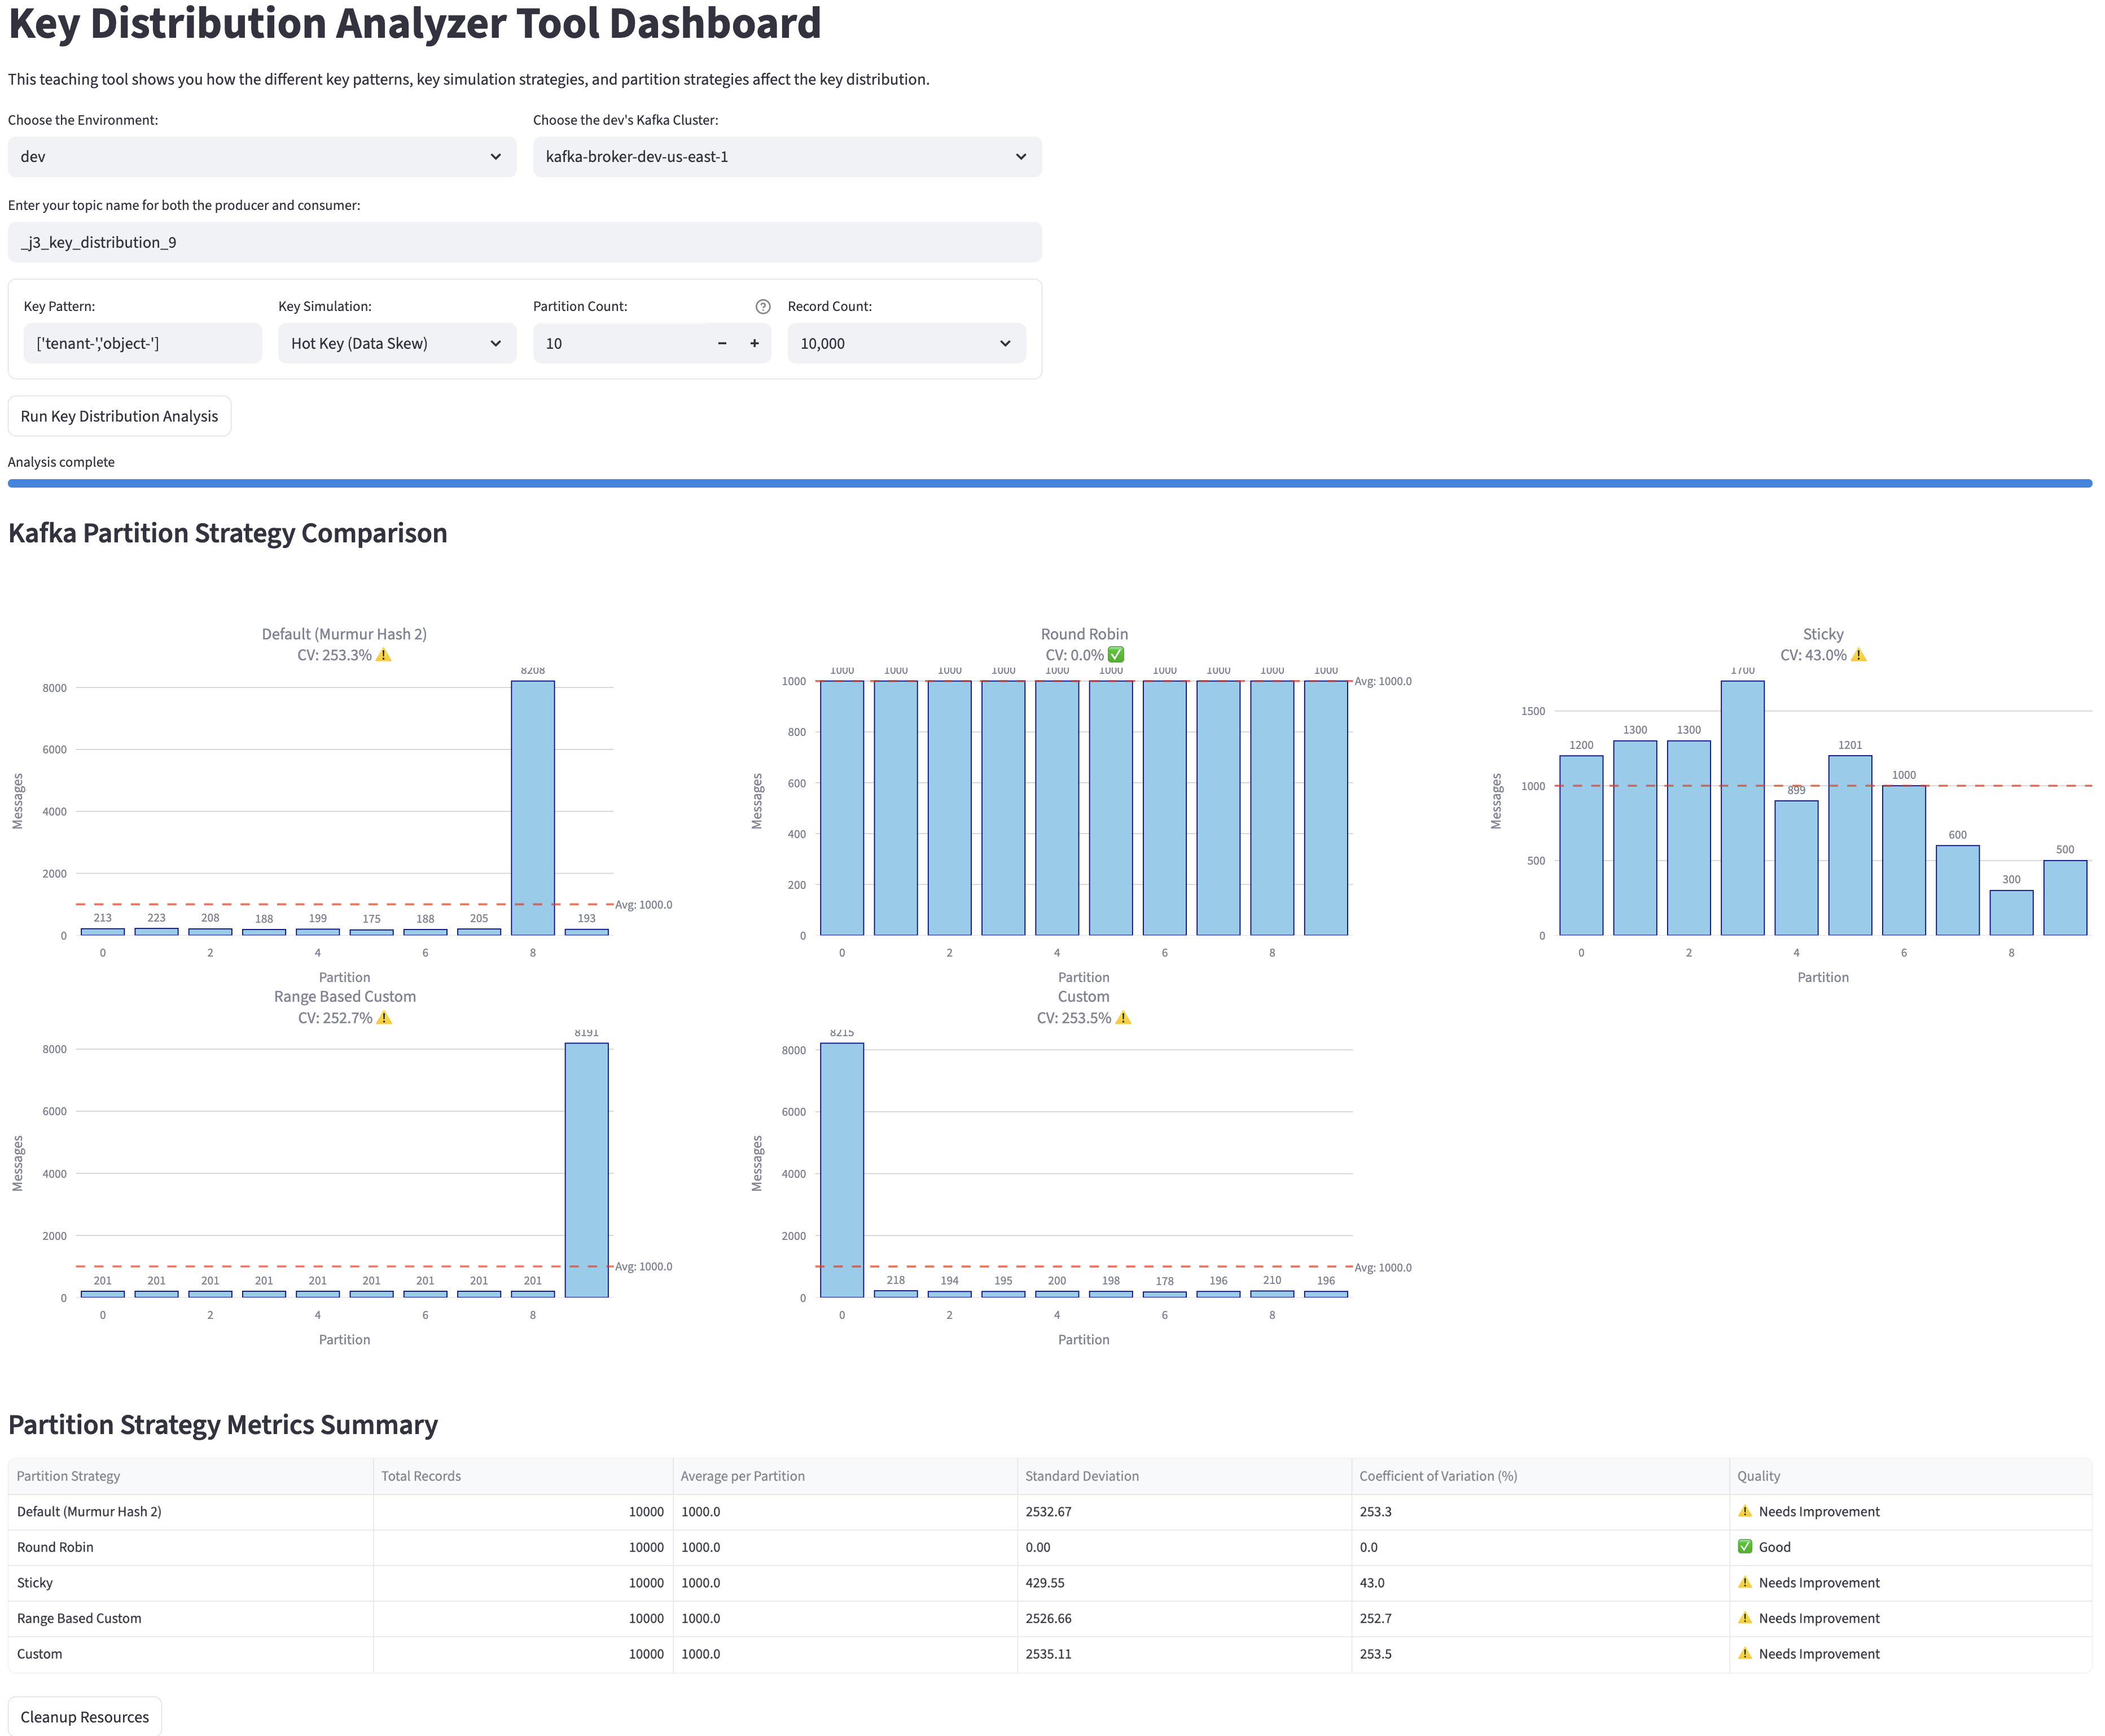 Key Distribution Analyzer Tool Dashboard
This teaching tool shows you how the different key patterns, key simulation strategies, and partition strategies affect the key distribution.
Choose the Environment:
Choose the dev's Kafka Cluster:
dev
kafka-broker-dev-us-east-1
Enter your topic name for both the producer and consumer:
_j3_key_distribution_9
Key Pattern:
Key Simulation:
Partition Count:
Record Count:
['tenant-','object-']
Hot Key (Data Skew)
10
10,000
Run Key Distribution Analysis
Analysis complete
Kafka Partition Strategy Comparison
Default (Murmur Hash 2)
CV: 253.3% ⚠️
8208
8000
6000
4000
2000
0
Messages
213 223 208 188 199 175 188 205 193
Avg: 1000.0
0 2 4 6 8
Partition
Round Robin
CV: 0.0% ✅
1000 1000 1000 1000 1000 1000 1000 1000 1000 1000
1000
800
600
400
200
0
Messages
Avg: 1000.0
0 2 4 6 8
Partition
Sticky
CV: 43.0% ⚠️
1500
1000
500
0
Messages
1200 1300 1300 1700 899 1201 1000 600 300 500
0 2 4 6 8
Partition
Range Based Custom
CV: 252.7% ⚠️
8191
8000
6000
4000
2000
0
Messages
201 201 201 201 201 201 201 201 201
Avg: 1000.0
0 2 4 6 8
Partition
Custom
CV: 253.5% ⚠️
8215
8000
6000
4000
2000
0
Messages
218 194 195 200 198 178 196 210 196
Avg: 1000.0
0 2 4 6 8
Partition
Partition Strategy Metrics Summary
Partition Strategy Total Records Average per Partition Standard Deviation Coefficient of Variation (%) Quality
Default (Murmur Hash 2) 10000 1000.0 2532.67 253.3 ⚠️ Needs Improvement
Round Robin 10000 1000.0 0.00 0.0 ✅ Good
Sticky 10000 1000.0 429.55 43.0 ⚠️ Needs Improvement
Range Based Custom 10000 1000.0 2526.66 252.7 ⚠️ Needs Improvement
Custom 10000 1000.0 2535.11 253.5 ⚠️ Needs Improvement
Cleanup Resources